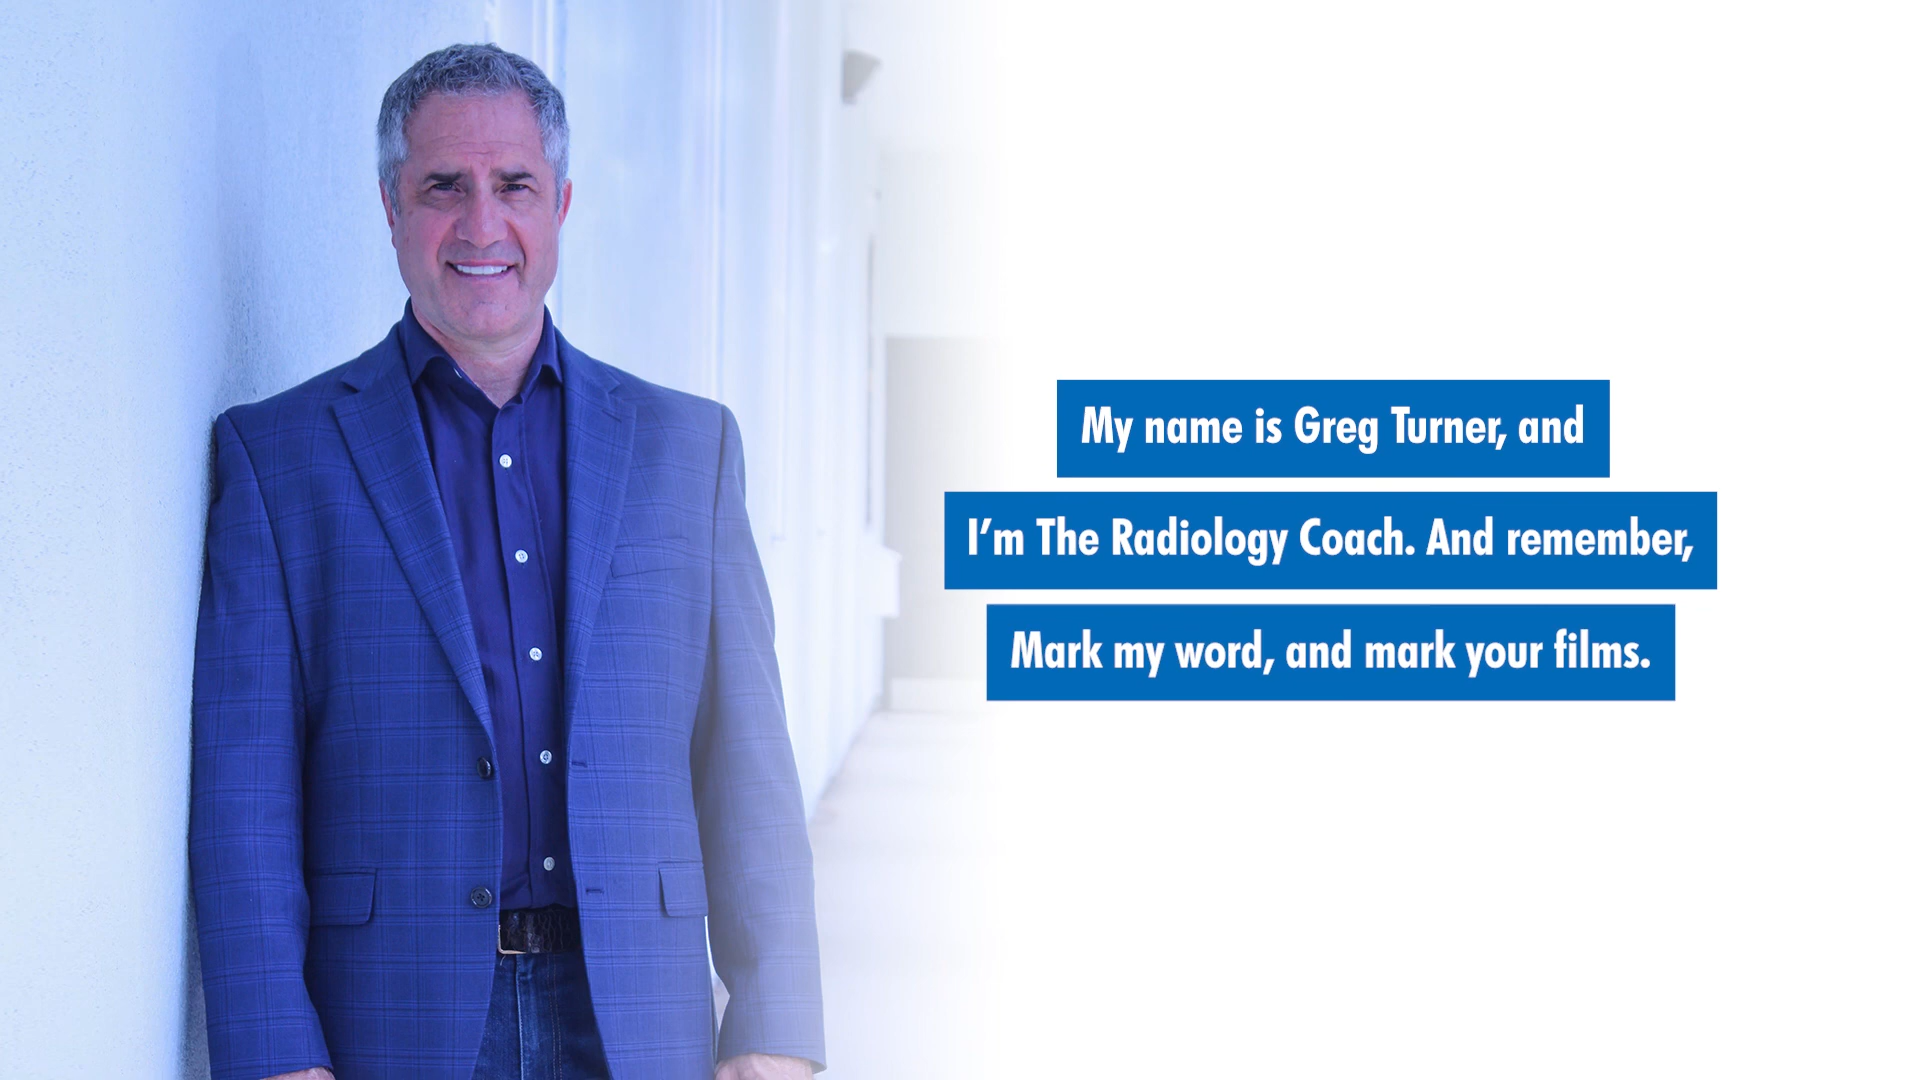 My name is Greg Turner, and
I’m The Radiology Coach. And remember,
Mark my word, and mark your films.